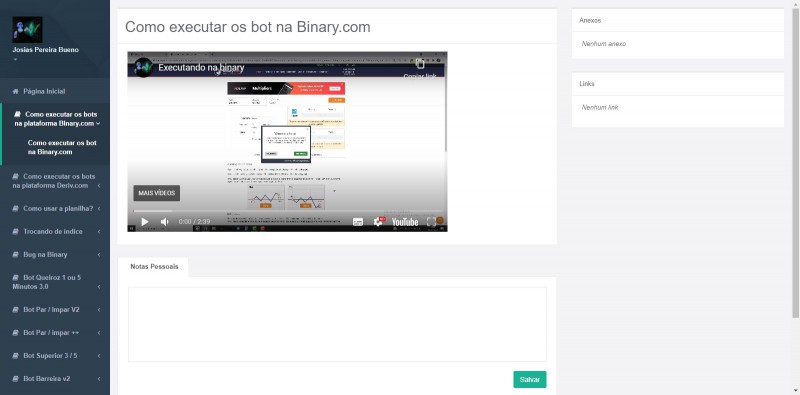 Josias Pereira Bueno
Página Inicial
Como executar os bots
na plataforma BInary.com
Como executar os bot
na Binary.com
Como executar os bots
na plataforma Deriv.com
Como usar a planilha?
Trocando de indice
Bug na Binary
Bot Queiroz 1 ou 5
Minutos 3.0
Bot Par / Impar V2
Bot Par / impar ++
Bot Superior 3 / 5
Bot Barreira v2
Como executar os bot na Binary.com
Executando na binary
Copiar link
Multipliers
MAIS VÍDEOS
0:00 / 2:39
YouTube
Notas Pessoais
Salvar
Anexos
Nenhum anexo
Links
Nenhum link